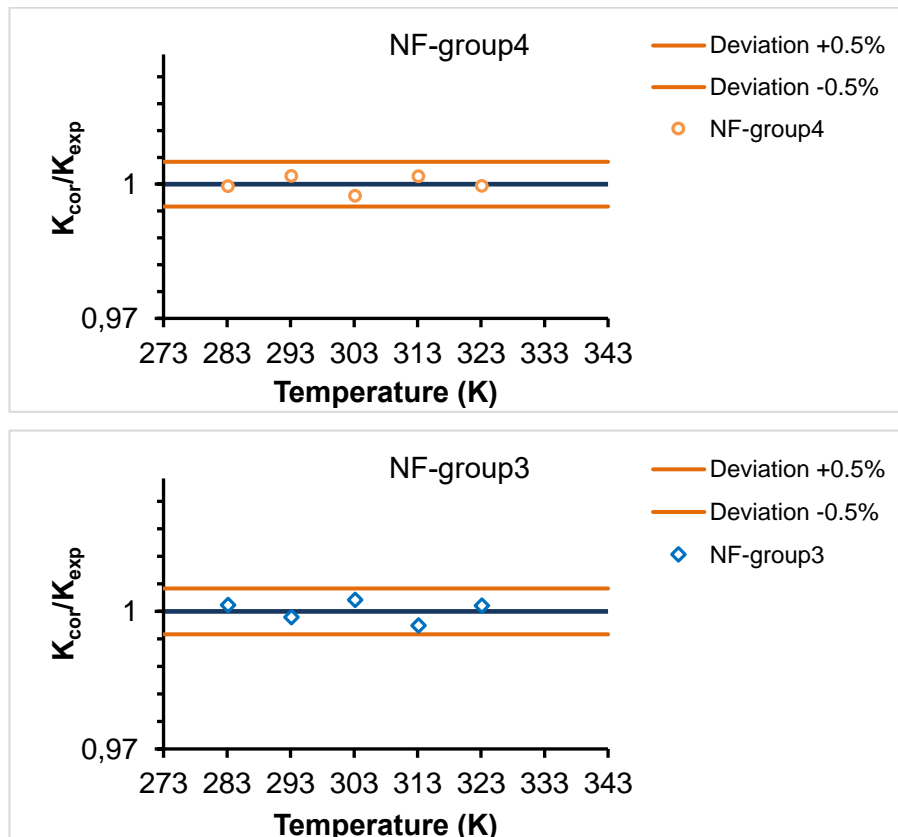 NF-group4
Deviation +0.5%
Deviation -0.5%
NF-group4
Kcor/Kexp
1
0,97
273 283 293 303 313 323 333 343
Temperature (K)
NF-group3
Deviation +0.5%
Deviation -0.5%
NF-group3
Kcor/Kexp
1
0,97
273 283 293 303 313 323 333 343
Temperature (K)